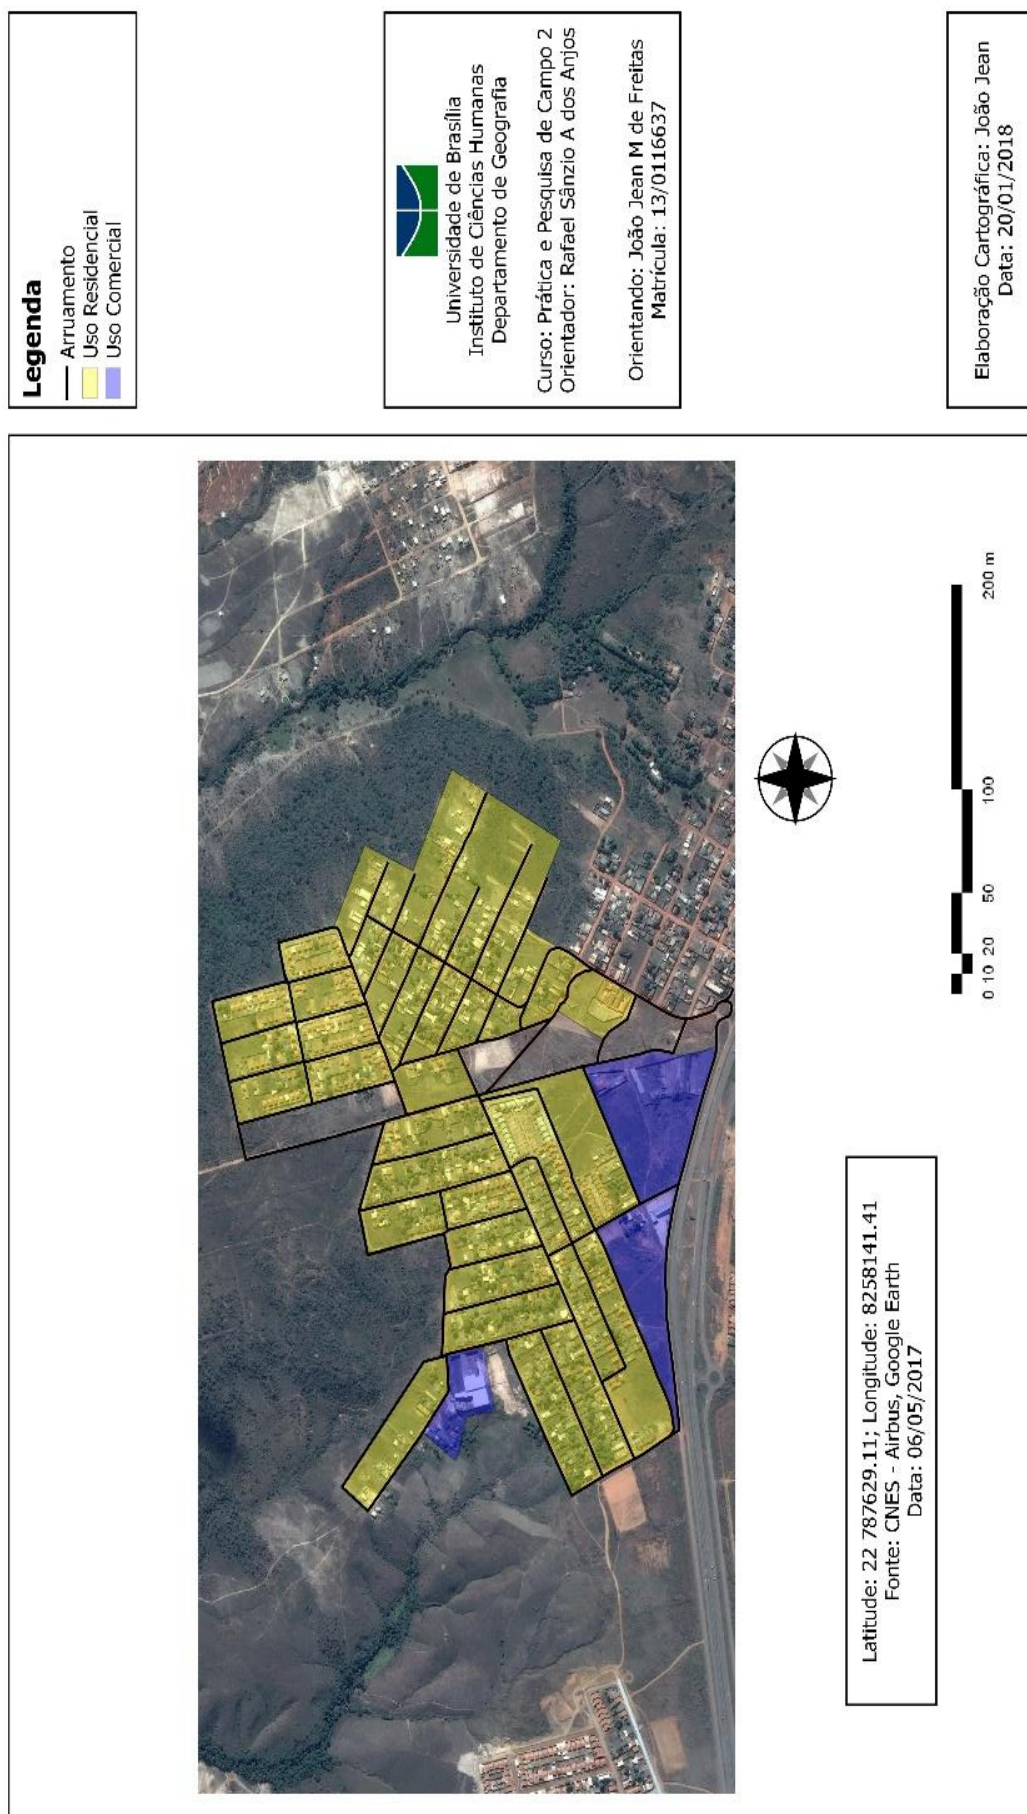 Legenda
Arruamento
Uso Residencial
Uso Comercial
Universidade de Brasília
Instituto de Ciências Humanas
Departamento de Geografia
Curso: Prática e Pesquisa de Campo 2
Orientador: Rafael Sânzio A dos Anjos
Orientando: João Jean M de Freitas
Matrícula: 13/0116637
Elaboração Cartográfica: João Jean
Data: 20/01/2018
0 10 20 50 100 200 m
Latitude: 22 787629.11; Longitude: 8258141.41
Fonte: CNES - Airbus, Google Earth
Data: 06/05/2017